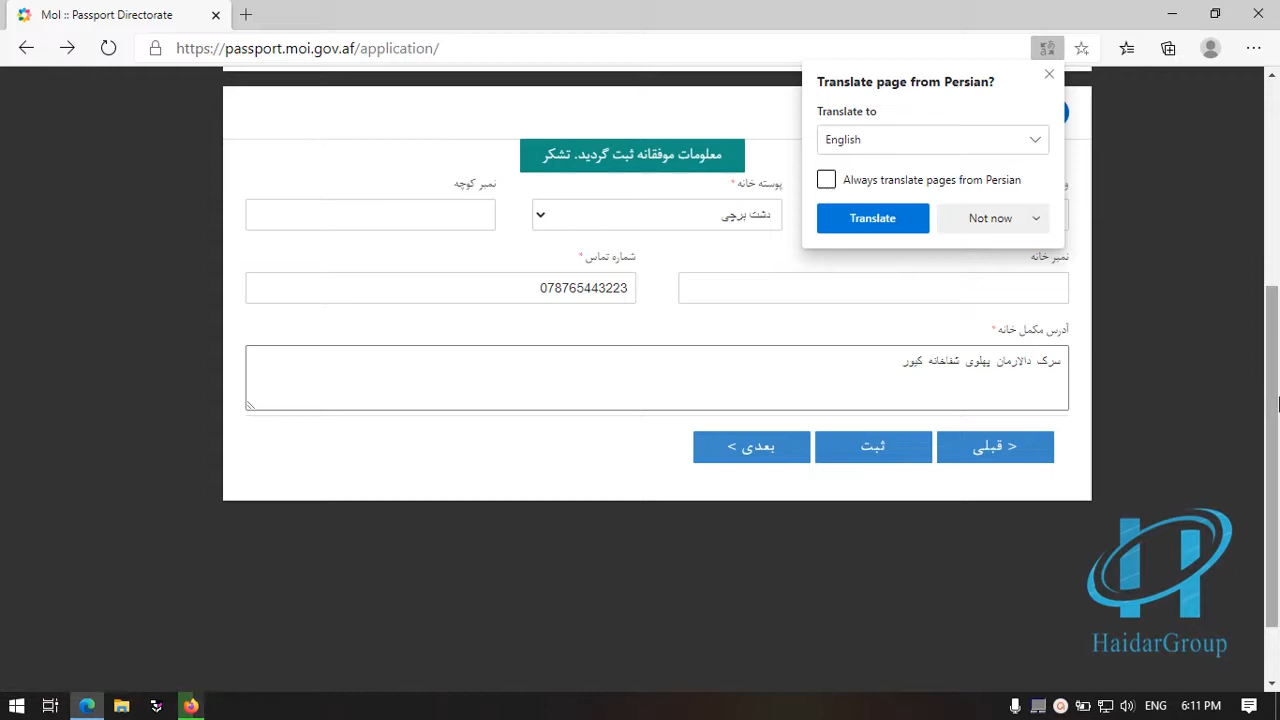 MoI :: Passport Directorate
https://passport.moi.gov.af/application/
Translate page from Persian?
Translate to
English
Always translate pages from Persian
Translate
Not now
معلومات موفقانه ثبت گردید. تشکر
پوسته خانه *
نمبر کوچه
دشت برچی
نمبر خانه
شماره تماس *
078765443223
آدرس مکمل خانه *
سرک دالارمان پهلوی شفاخانه کیور
< قبلی
ثبت
بعدی >
HaidarGroup
ENG
6:11 PM